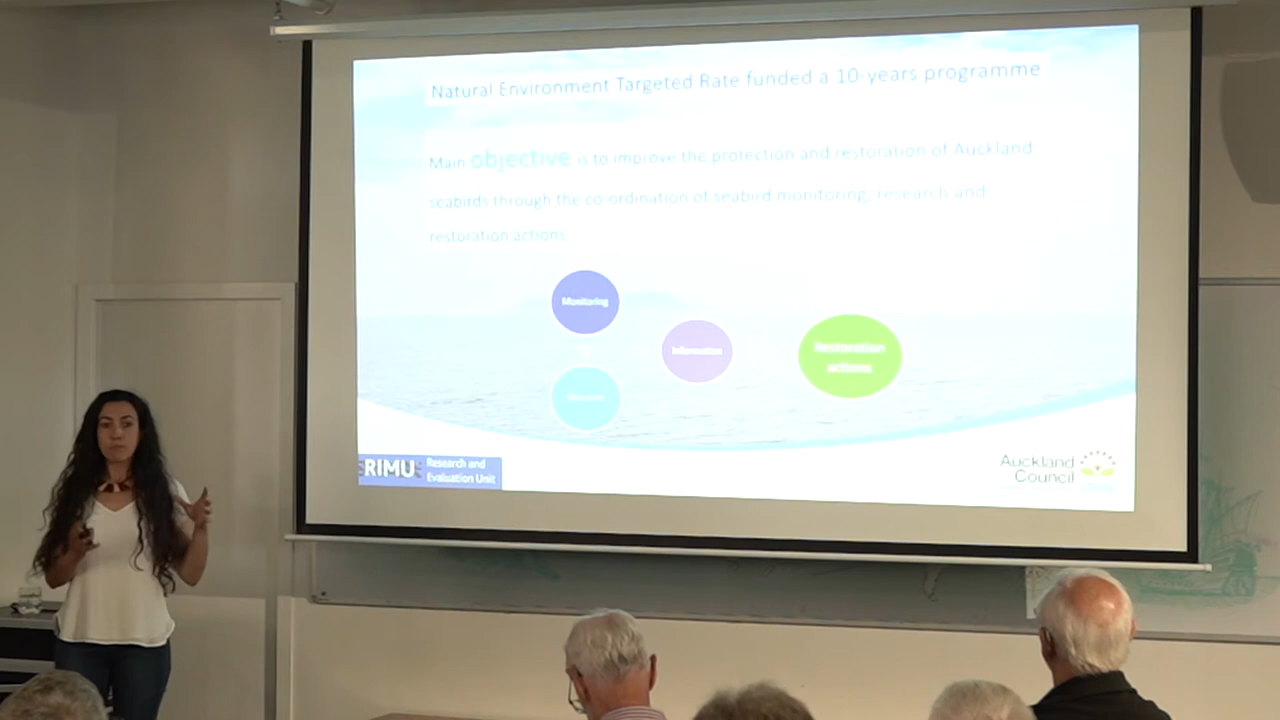 Natural Environment Targeted Rate funded a 10-years programme
Main objective is to improve the protection and restoration of Auckland
seabirds through the co-ordination of seabird monitoring, research and
restoration actions
Monitoring
Information
Restoration
actions
RIMU
Research and
Evaluation Unit
Auckland
Council